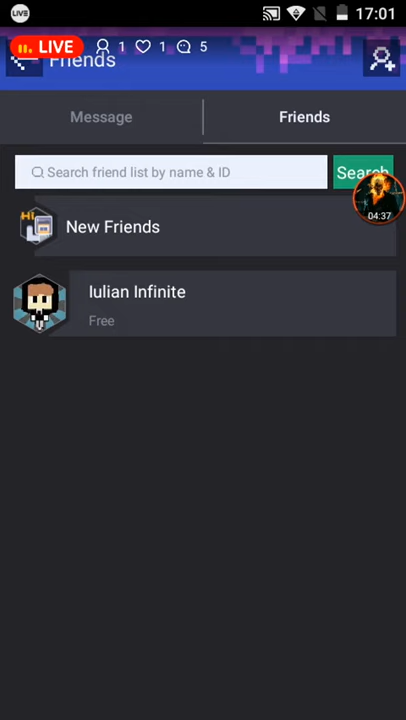 LIVE
17:01
LIVE 1 1 5
Friends
Message Friends
Search friend list by name & ID
Search
04:37
Hi
New Friends
Iulian Infinite
Free